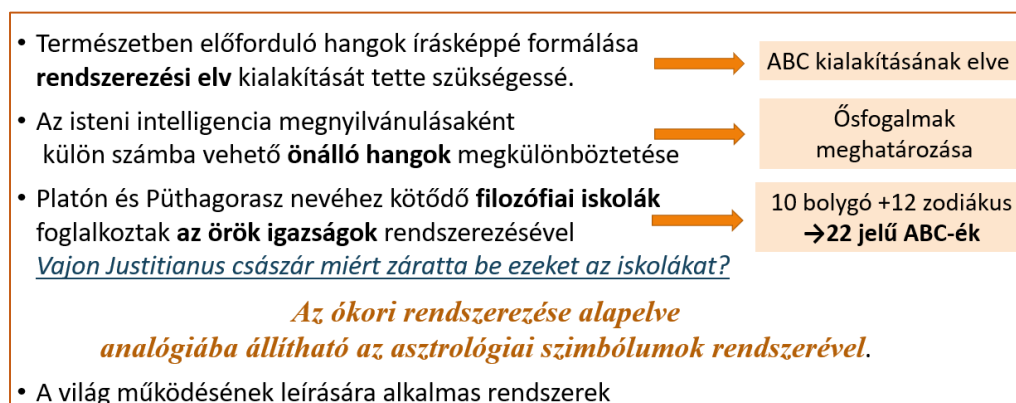 • Természetben előforduló hangok írásképpé formálása
rendszerezési elv kialakítását tette szükségessé.
ABC kialakításának elve
• Az isteni intelligencia megnyilvánulásaként
külön számba vehető önálló hangok megkülönböztetése
Ősfogalmak
meghatározása
• Platón és Püthagorasz nevéhez kötődő filozófiai iskolák
foglalkoztak az örök igazságok rendszerezésével
10 bolygó +12 zodiákus
→22 jelű ABC-ék
Vajon Justitianus császár miért záratta be ezeket az iskolákat?
Az ókori rendszerezése alapelve
analógiába állítható az asztrológiai szimbólumok rendszerével.
• A világ működésének leírására alkalmas rendszerek